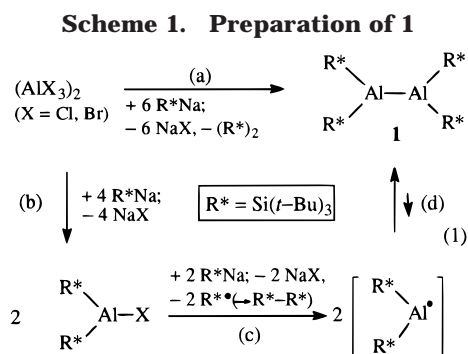 Scheme 1. Preparation of 1
(AlX₃)₂
(X = Cl, Br)
(a)
+ 6 R*Na;
− 6 NaX, − (R*)₂
R* R*
Al—Al
R* R*
1
(b)
+ 4 R*Na;
− 4 NaX
R* = Si(t–Bu)₃
(d)
(1)
2 R* Al–X R*
+ 2 R*Na; − 2 NaX,
− 2 R*•(→R*–R*)
(c)
2 [ R* Al• R* ]